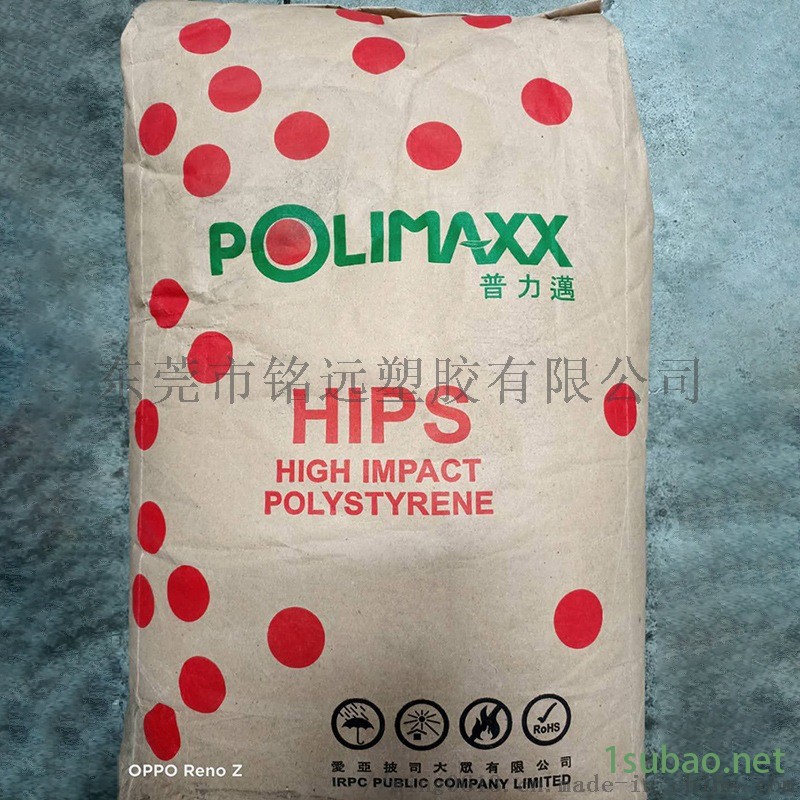 POLIMAXX
普力邁
东莞市铭远塑胶有限公司
HIPS
HIGH IMPACT
POLYSTYRENE
RoHS
愛亞披司大眾有限公司
IRPC PUBLIC COMPANY LIMITED
OPPO Reno Z
1subao.net